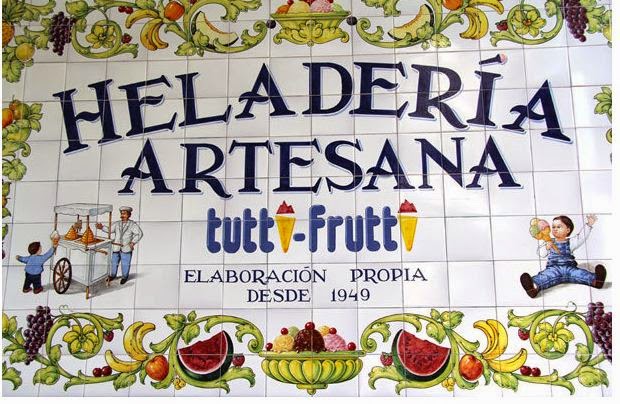 HELADERÍA
ARTESANA
tutti-frutti
ELABORACIÓN PROPIA
DESDE 1949